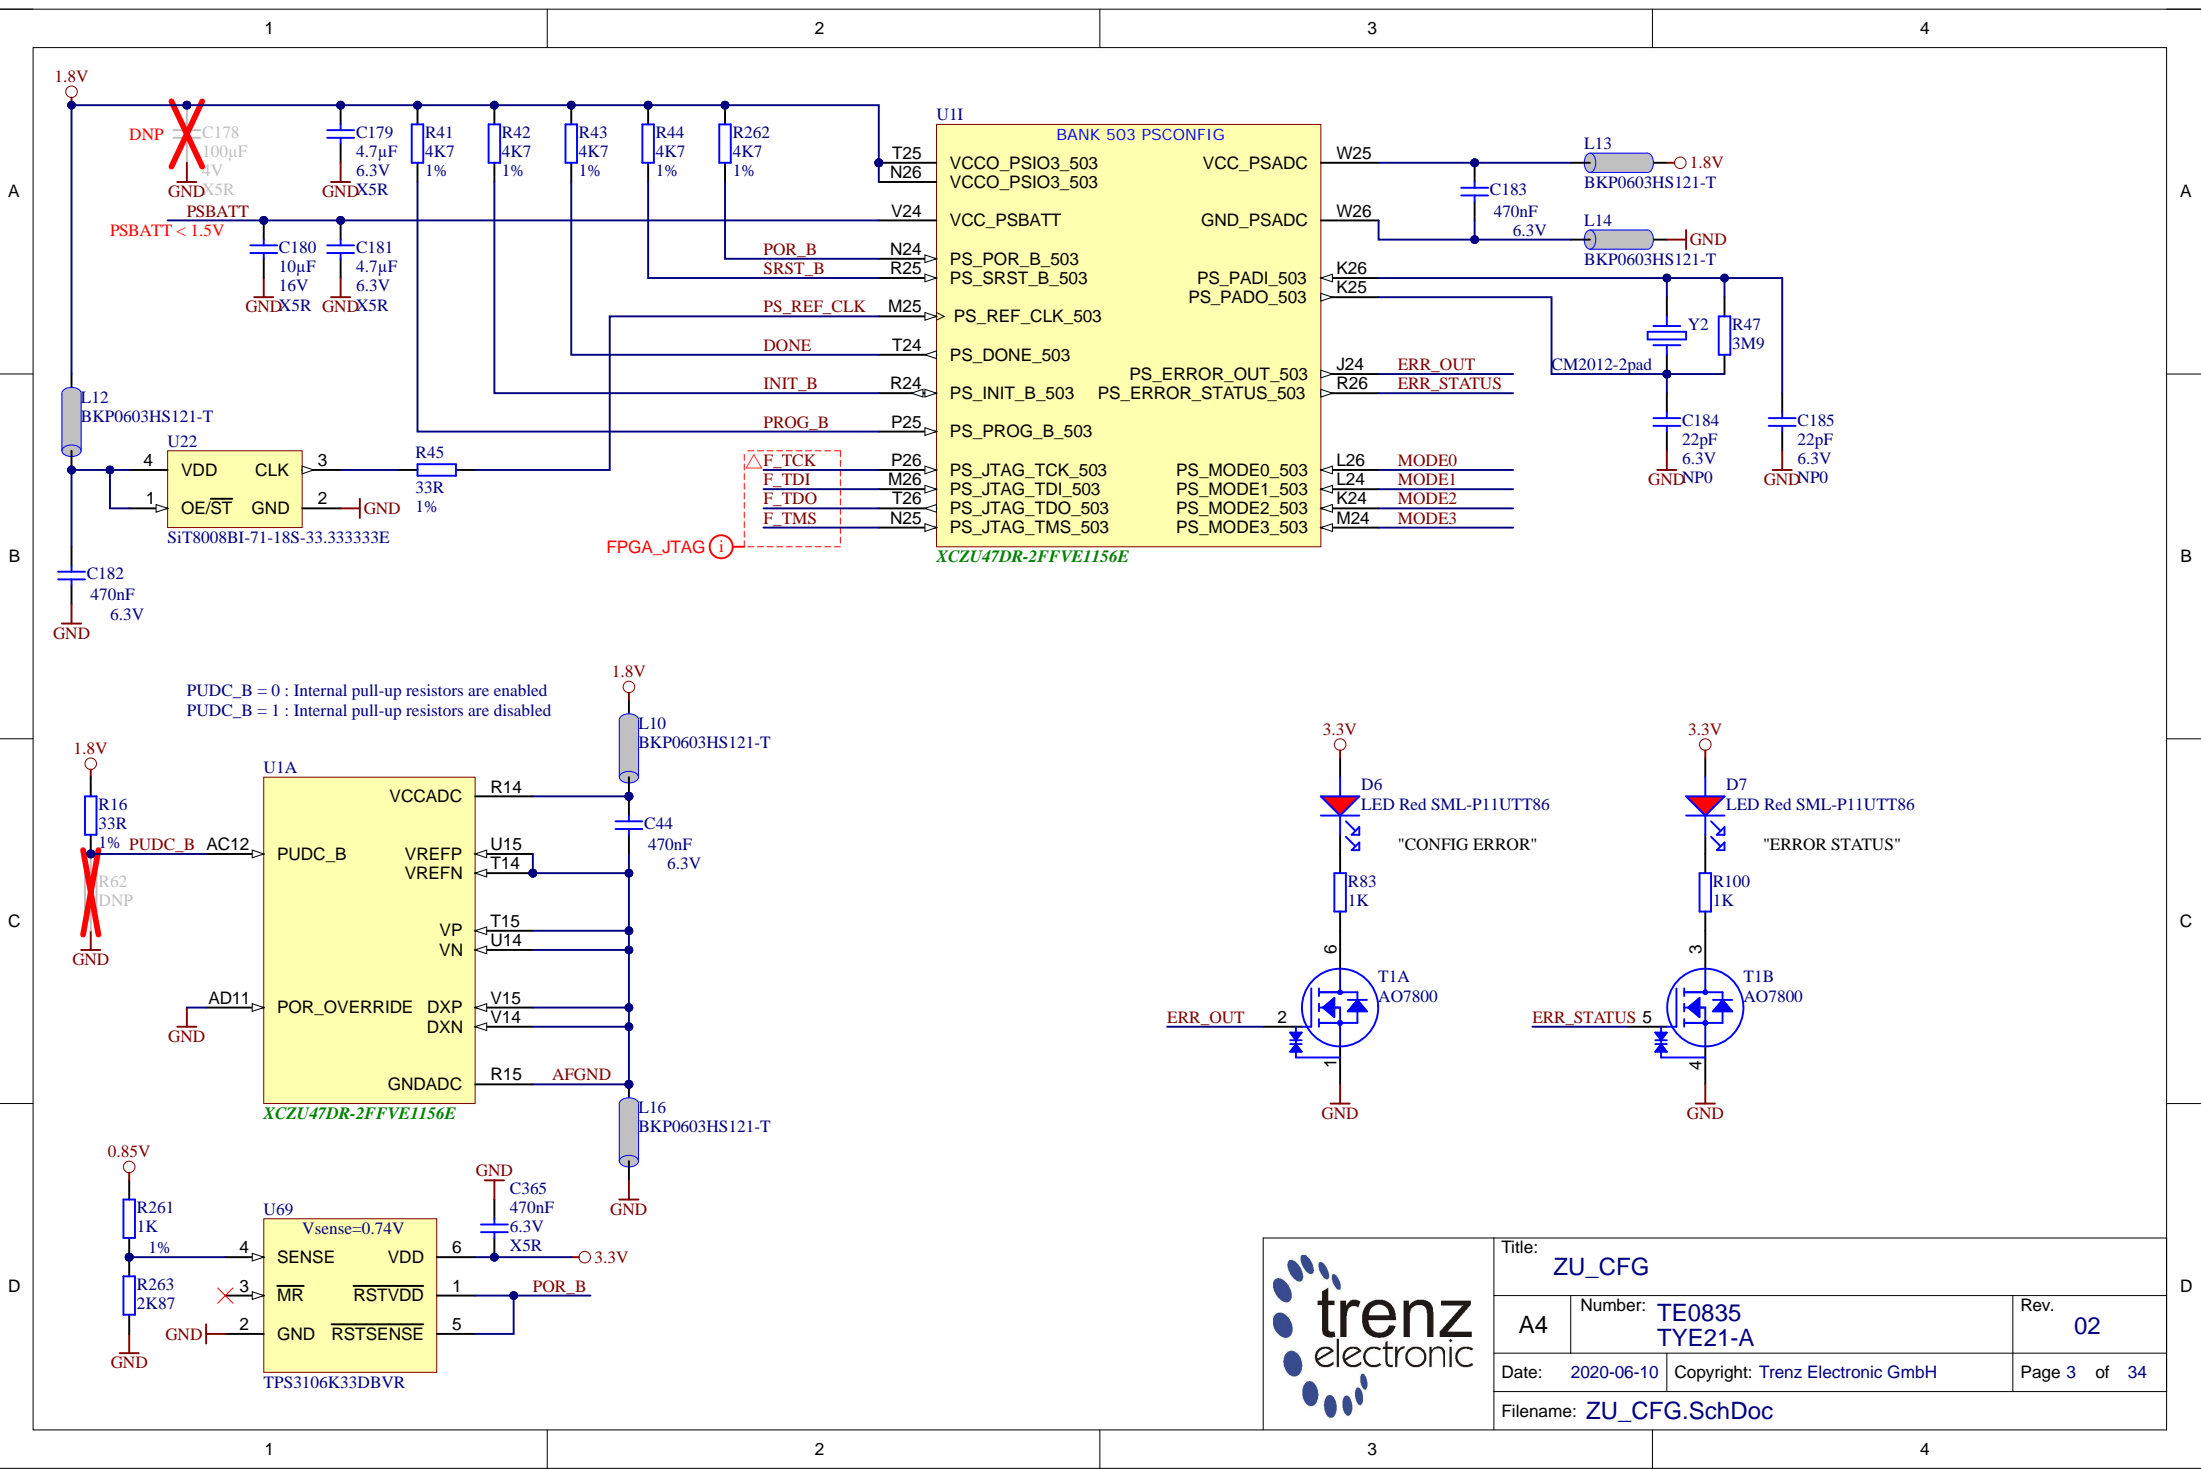 1 2 3 4
A
B
C
D
A
B
C
D
1.8V
DNP
C178
100µF
4V
X5R
GND
C179
4.7µF
6.3V
X5R
GND
R41
4K7
1%
R42
4K7
1%
R43
4K7
1%
R44
4K7
1%
R262
4K7
1%
PSBATT
PSBATT < 1.5V
C180
10µF
16V
X5R
GND
C181
4.7µF
6.3V
X5R
GND
POR_B
SRST_B
PS_REF_CLK
DONE
INIT_B
PROG_B
F_TCK
F_TDI
F_TDO
F_TMS
FPGA_JTAG i
U1I
BANK 503 PSCONFIG
T25 VCCO_PSIO3_503
N26 VCCO_PSIO3_503
V24 VCC_PSBATT
N24 PS_POR_B_503
R25 PS_SRST_B_503
M25 PS_REF_CLK_503
T24 PS_DONE_503
R24 PS_INIT_B_503
P25 PS_PROG_B_503
P26 PS_JTAG_TCK_503
M26 PS_JTAG_TDI_503
T26 PS_JTAG_TDO_503
N25 PS_JTAG_TMS_503
VCC_PSADC W25
GND_PSADC W26
PS_PADI_503 K26
PS_PADO_503 K25
PS_ERROR_OUT_503 J24 ERR_OUT
PS_ERROR_STATUS_503 R26 ERR_STATUS
PS_MODE0_503 L26 MODE0
PS_MODE1_503 L24 MODE1
PS_MODE2_503 K24 MODE2
PS_MODE3_503 M24 MODE3
XCZU47DR-2FFVE1156E
L13
1.8V
BKP0603HS121-T
C183
470nF
6.3V
L14
GND
BKP0603HS121-T
Y2
CM2012-2pad
R47
3M9
C184
22pF
6.3V
NP0
GND
C185
22pF
6.3V
NP0
GND
L12
BKP0603HS121-T
U22
4 VDD CLK 3
1 OE/ST GND 2 GND
SiT8008BI-71-18S-33.333333E
R45
33R
1%
C182
470nF
6.3V
GND
PUDC_B = 0 : Internal pull-up resistors are enabled
PUDC_B = 1 : Internal pull-up resistors are disabled
1.8V
R16
33R
1%
PUDC_B
R62
DNP
GND
U1A
AC12 PUDC_B
AD11 POR_OVERRIDE
GND
VCCADC R14
VREFP U15
VREFN T14
VP T15
VN U14
DXP V15
DXN V14
GNDADC R15 AFGND
XCZU47DR-2FFVE1156E
1.8V
L10
BKP0603HS121-T
C44
470nF
6.3V
L16
BKP0603HS121-T
GND
3.3V
D6
LED Red SML-P11UTT86
"CONFIG ERROR"
R83
1K
6
T1A
AO7800
ERR_OUT 2
1
GND
3.3V
D7
LED Red SML-P11UTT86
"ERROR STATUS"
R100
1K
3
T1B
AO7800
ERR_STATUS 5
4
GND
0.85V
R261
1K
1%
R263
2K87
GND
U69
Vsense=0.74V
4 SENSE VDD 6
3 MR RSTVDD 1
GND 2 GND RSTSENSE 5
TPS3106K33DBVR
GND
C365
470nF
6.3V
X5R
3.3V
POR_B
trenz
electronic
Title:
ZU_CFG
A4
Number: TE0835
TYE21-A
Rev.
02
Date: 2020-06-10
Copyright: Trenz Electronic GmbH
Page 3 of 34
Filename: ZU_CFG.SchDoc
1 2 3 4